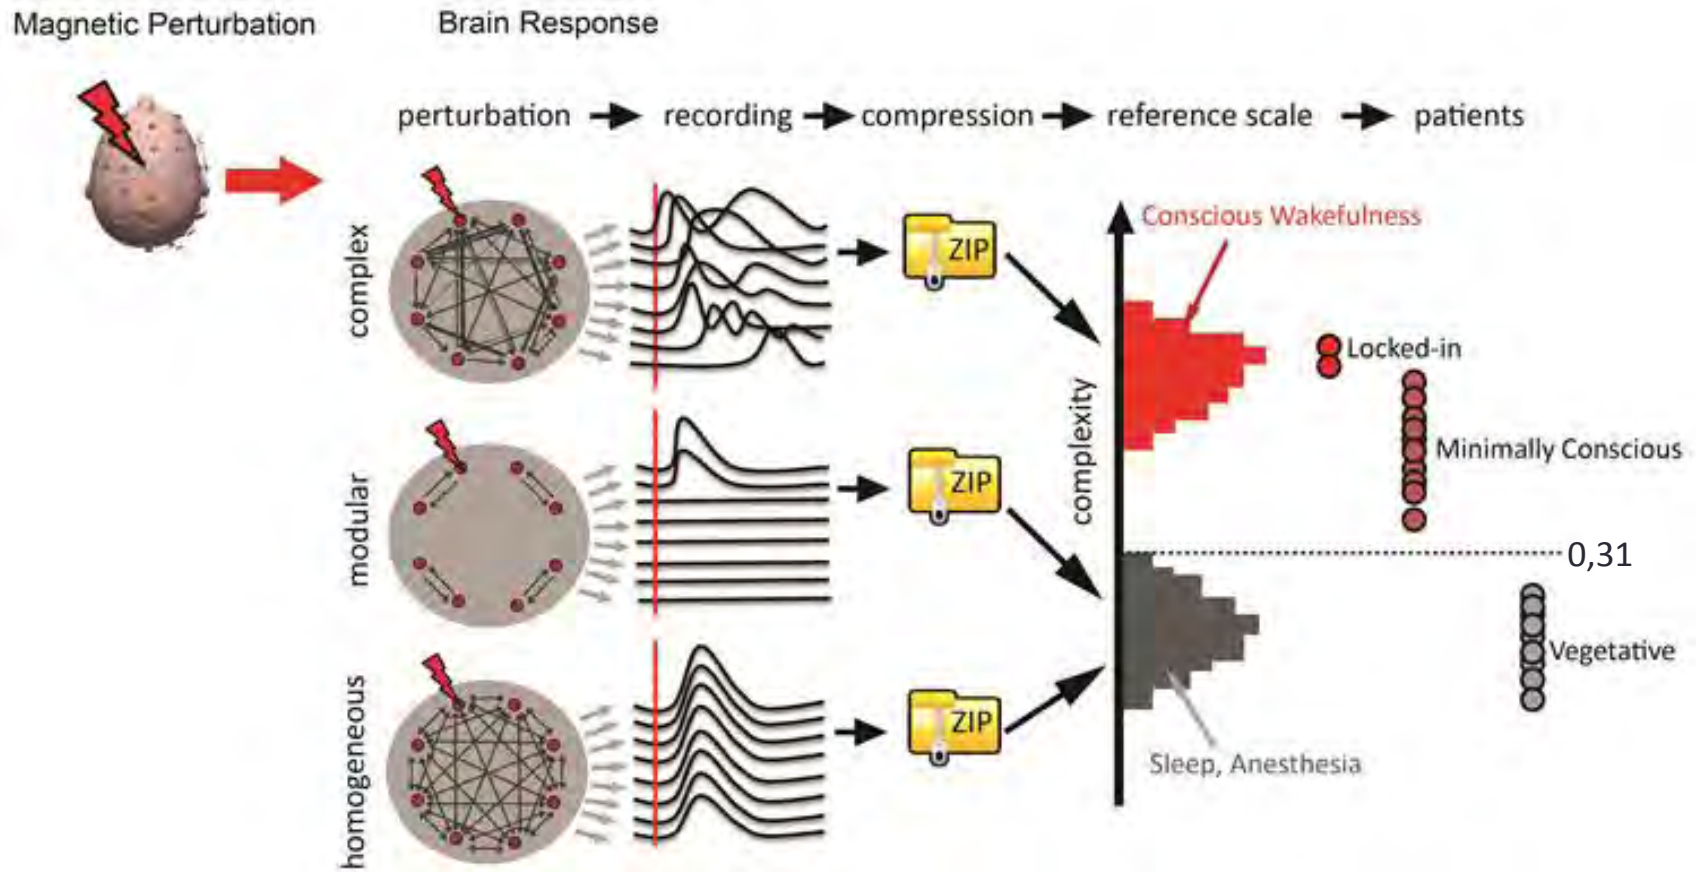 Magnetic Perturbation
Brain Response
perturbation
recording
compression
reference scale
patients
complex
ZIP
modular
ZIP
homogeneous
ZIP
complexity
Conscious Wakefulness
Locked-in
Minimally Conscious
0,31
Vegetative
Sleep, Anesthesia